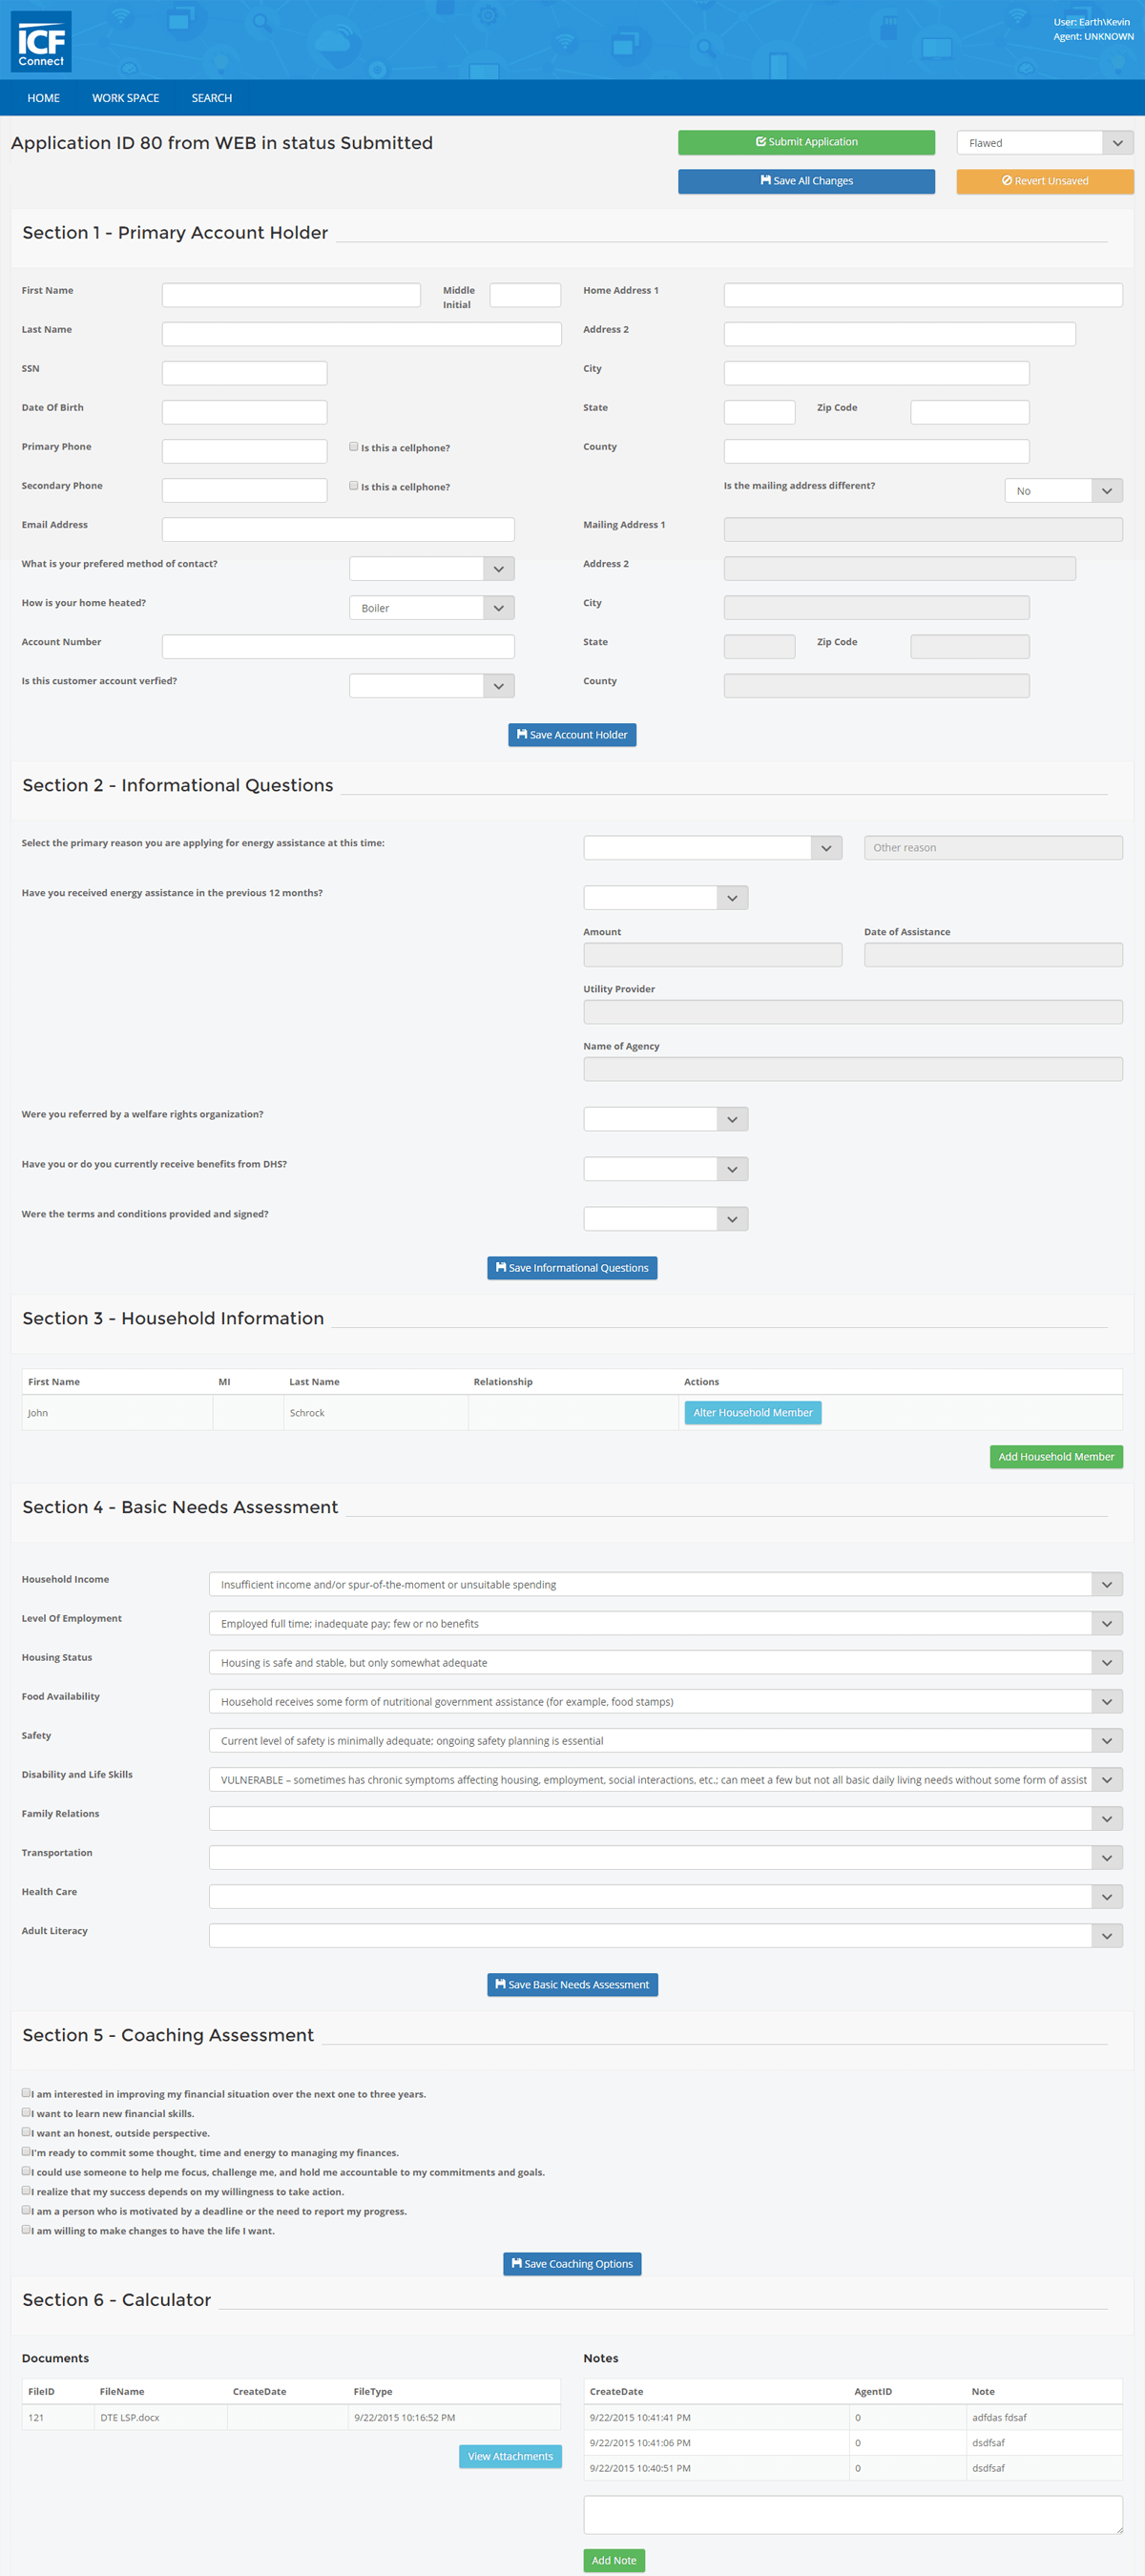 ICF
Connect
User: Earth\Kevin
Agent: UNKNOWN
HOME WORK SPACE SEARCH
Application ID 80 from WEB in status Submitted
Submit Application
Flawed
Save All Changes
Revert Unsaved
Section 1 - Primary Account Holder
First Name
Middle Initial
Home Address 1
Last Name
Address 2
SSN
City
Date Of Birth
State
Zip Code
Primary Phone
Is this a cellphone?
County
Secondary Phone
Is this a cellphone?
Is the mailing address different?
No
Email Address
Mailing Address 1
What is your prefered method of contact?
Address 2
How is your home heated?
Boiler
City
Account Number
State
Zip Code
Is this customer account verfied?
County
Save Account Holder
Section 2 - Informational Questions
Select the primary reason you are applying for energy assistance at this time:
Other reason
Have you received energy assistance in the previous 12 months?
Amount
Date of Assistance
Utility Provider
Name of Agency
Were you referred by a welfare rights organization?
Have you or do you currently receive benefits from DHS?
Were the terms and conditions provided and signed?
Save Informational Questions
Section 3 - Household Information
First Name MI Last Name Relationship Actions
John Schrock Alter Household Member
Add Household Member
Section 4 - Basic Needs Assessment
Household Income
Insufficient income and/or spur-of-the-moment or unsuitable spending
Level Of Employment
Employed full time; inadequate pay; few or no benefits
Housing Status
Housing is safe and stable, but only somewhat adequate
Food Availability
Household receives some form of nutritional government assistance (for example, food stamps)
Safety
Current level of safety is minimally adequate; ongoing safety planning is essential
Disability and Life Skills
VULNERABLE – sometimes has chronic symptoms affecting housing, employment, social interactions, etc.; can meet a few but not all basic daily living needs without some form of assist
Family Relations
Transportation
Health Care
Adult Literacy
Save Basic Needs Assessment
Section 5 - Coaching Assessment
I am interested in improving my financial situation over the next one to three years.
I want to learn new financial skills.
I want an honest, outside perspective.
I'm ready to commit some thought, time and energy to managing my finances.
I could use someone to help me focus, challenge me, and hold me accountable to my commitments and goals.
I realize that my success depends on my willingness to take action.
I am a person who is motivated by a deadline or the need to report my progress.
I am willing to make changes to have the life I want.
Save Coaching Options
Section 6 - Calculator
Documents
FileID FileName CreateDate FileType
121 DTE LSP.docx 9/22/2015 10:16:52 PM
View Attachments
Notes
CreateDate AgentID Note
9/22/2015 10:41:41 PM 0 adfdas fdsaf
9/22/2015 10:41:06 PM 0 dsdfsaf
9/22/2015 10:40:51 PM 0 dsdfsaf
Add Note